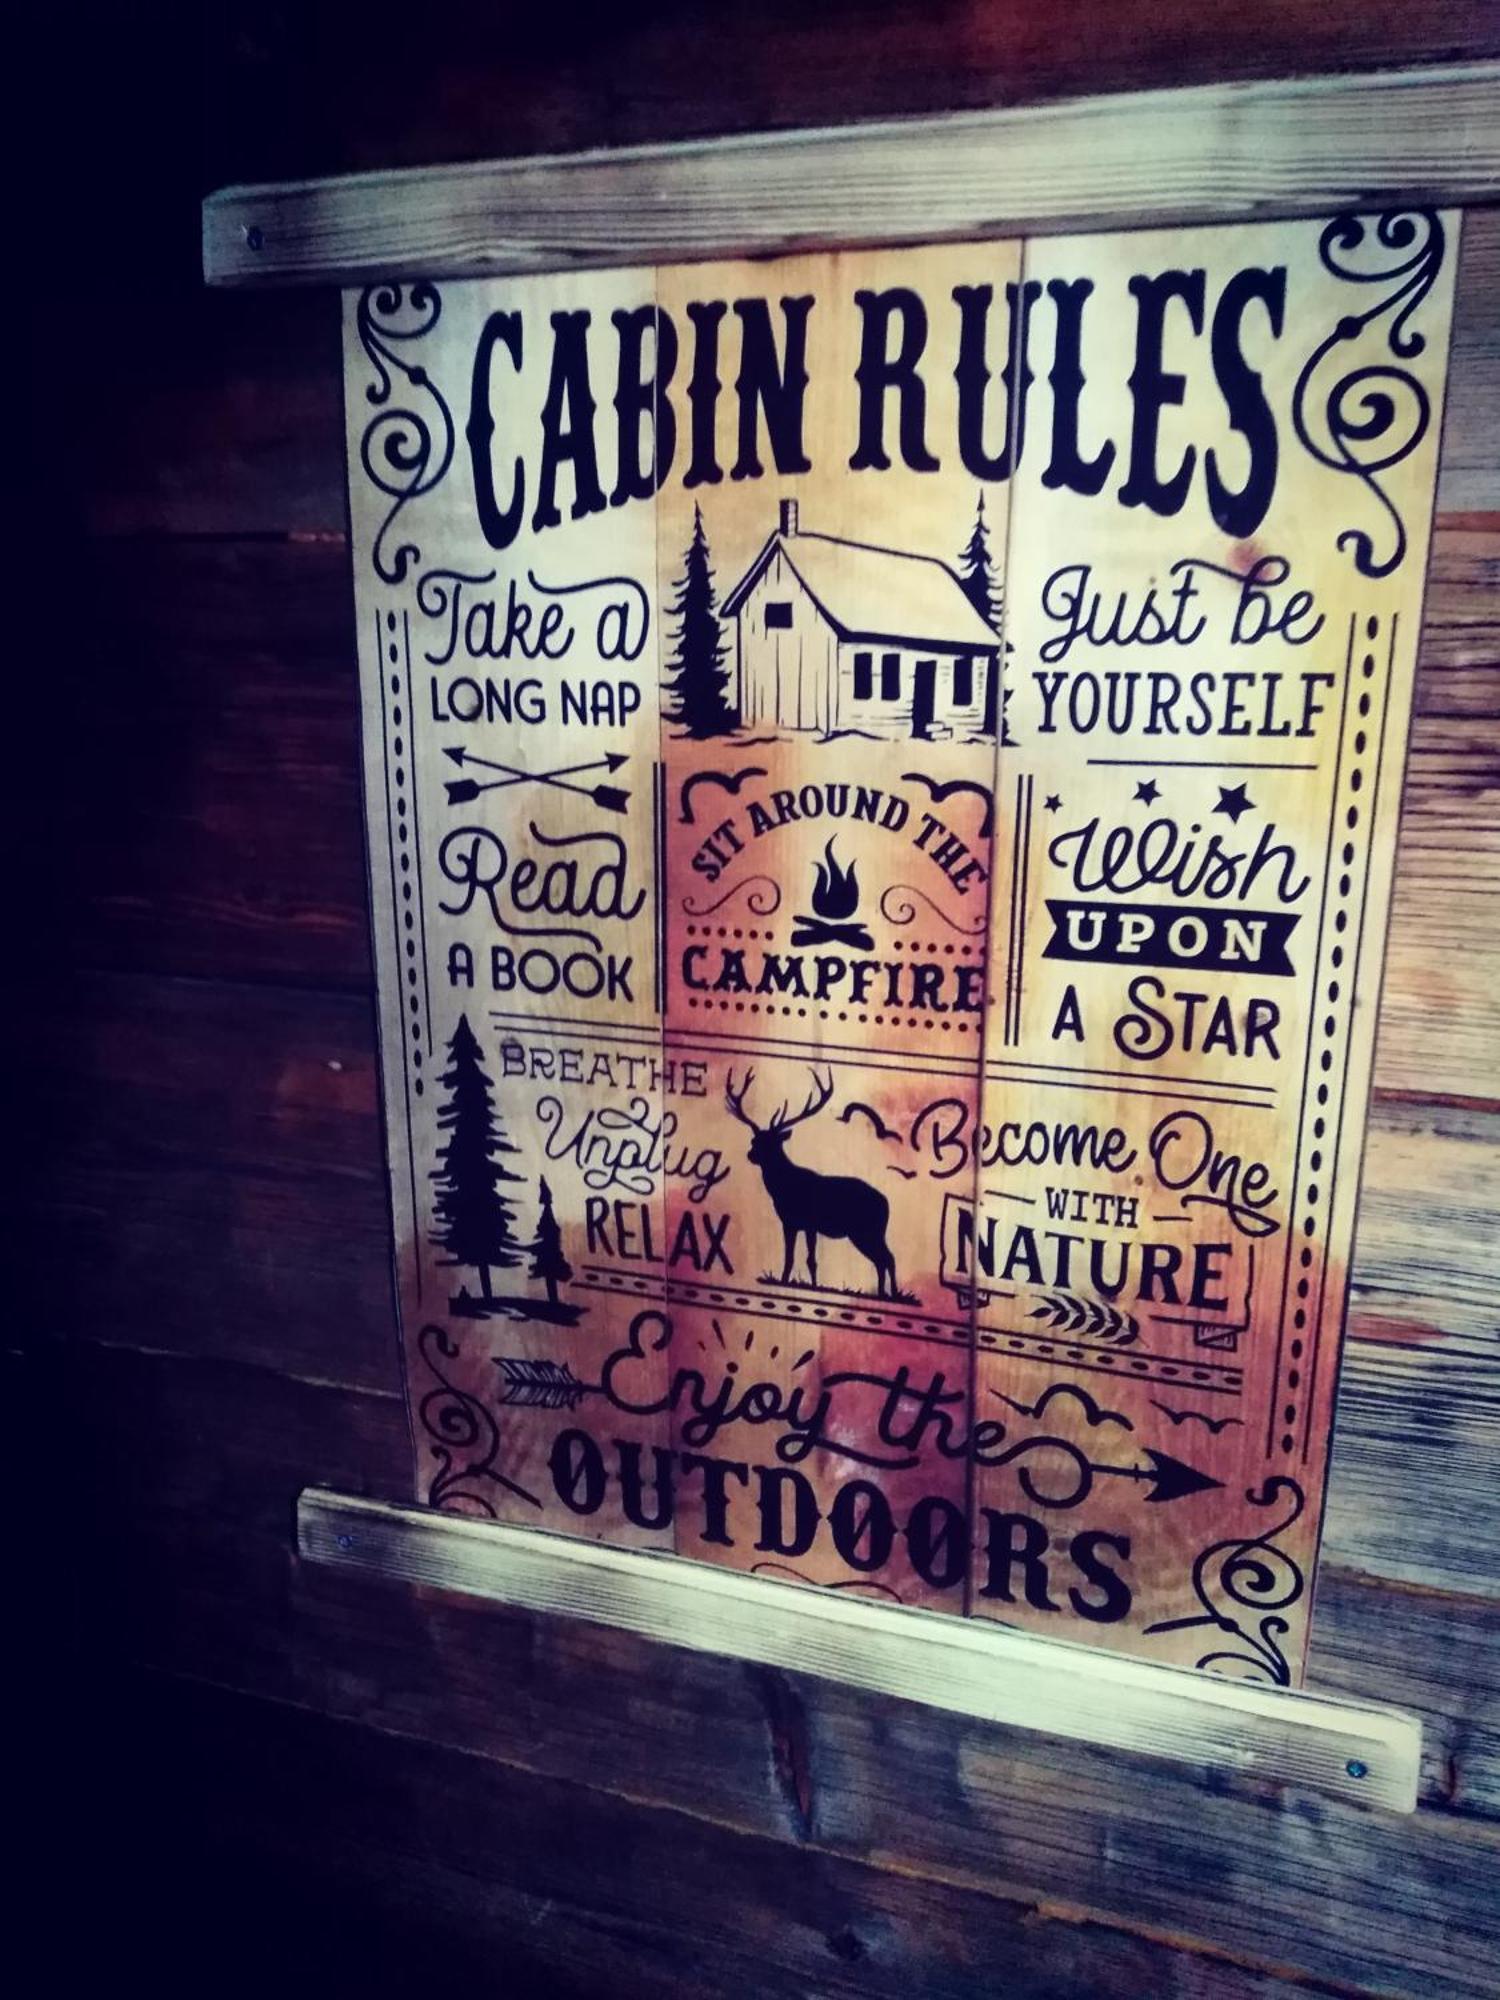 CABIN RULES
Take a
LONG NAP
Just be
YOURSELF
Read
A BOOK
SIT AROUND THE
CAMPFIRE
Wish
UPON
A STAR
BREATHE
Unplug
RELAX
Become One
WITH
NATURE
Enjoy the
OUTDOORS